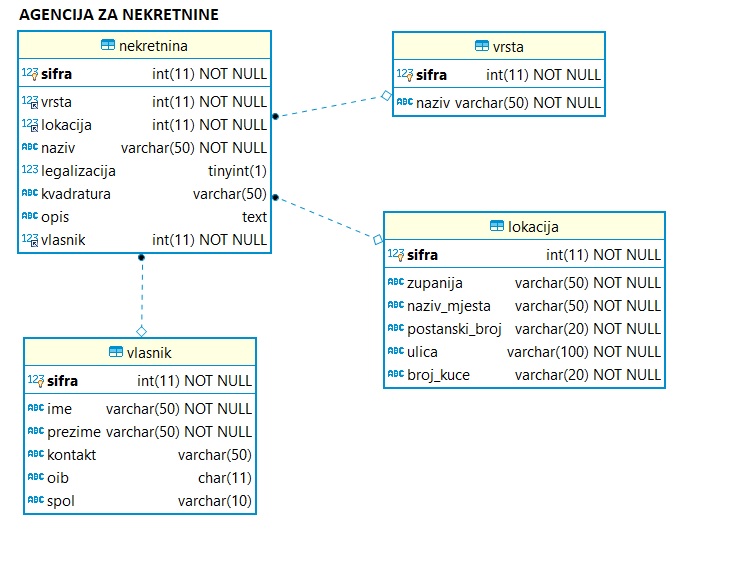 AGENCIJA ZA NEKRETNINE
nekretnina
123 sifra int(11) NOT NULL
123 vrsta int(11) NOT NULL
123 lokacija int(11) NOT NULL
ABC naziv varchar(50) NOT NULL
123 legalizacija tinyint(1)
ABC kvadratura varchar(50)
ABC opis text
123 vlasnik int(11) NOT NULL
vrsta
123 sifra int(11) NOT NULL
ABC naziv varchar(50) NOT NULL
lokacija
123 sifra int(11) NOT NULL
ABC zupanija varchar(50) NOT NULL
ABC naziv_mjesta varchar(50) NOT NULL
ABC postanski_broj varchar(20) NOT NULL
ABC ulica varchar(100) NOT NULL
ABC broj_kuce varchar(20) NOT NULL
vlasnik
123 sifra int(11) NOT NULL
ABC ime varchar(50) NOT NULL
ABC prezime varchar(50) NOT NULL
ABC kontakt varchar(50)
ABC oib char(11)
ABC spol varchar(10)